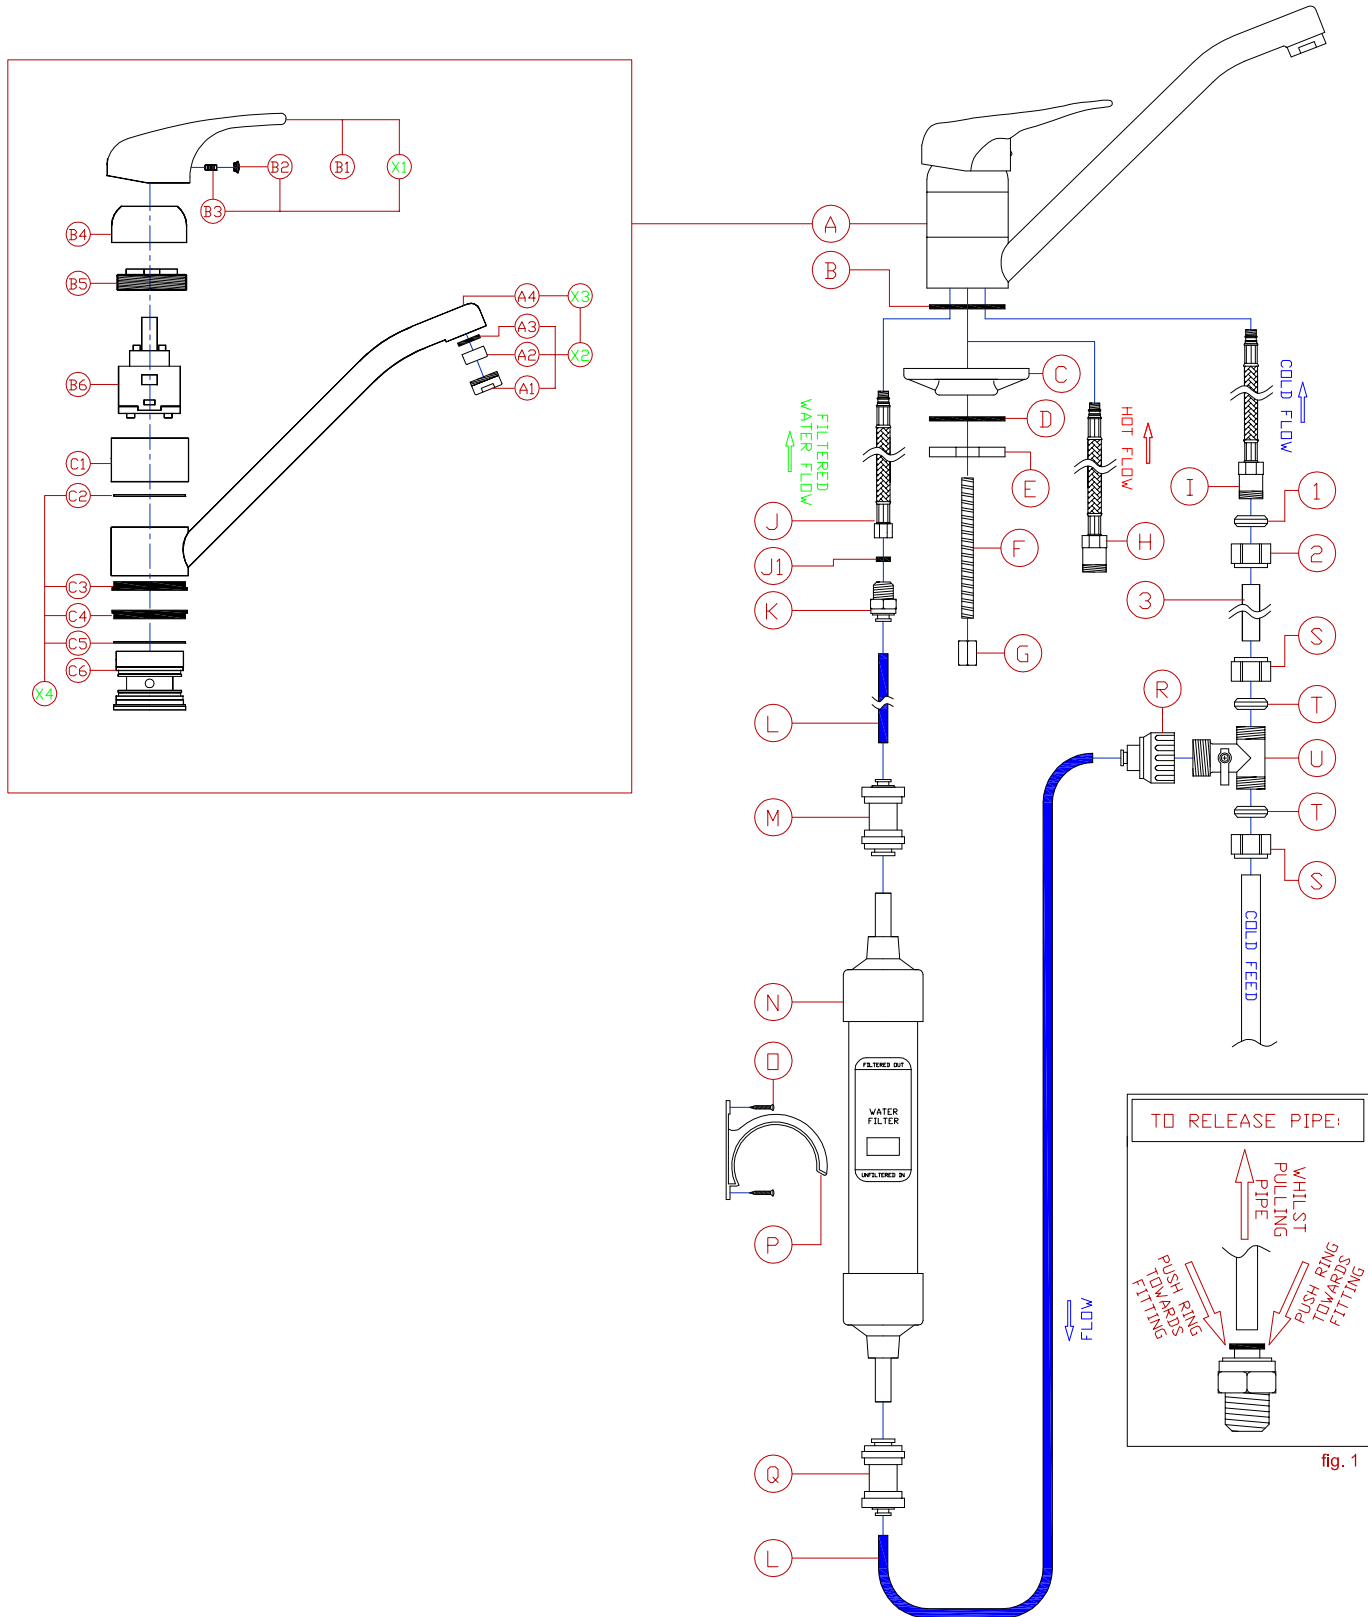 B1
X1
B2
B3
B4
B5
A4
X3
A3
A2
X2
A1
B6
C1
C2
C3
C4
C5
C6
X4
A
B
C
D
E
F
G
H
I
J
J1
K
L
M
N
O
P
Q
L
R
1
2
3
S
T
U
T
S
FILTERED
WATER FLOW
HOT FLOW
COLD FLOW
COLD FEED
FLOW
FILTERED OUT
WATER
FILTER
UNFILTERED IN
TO RELEASE PIPE:
WHILST
PULLING
PIPE
PUSH RING
TOWARDS
FITTING
PUSH RING
TOWARDS
FITTING
fig. 1